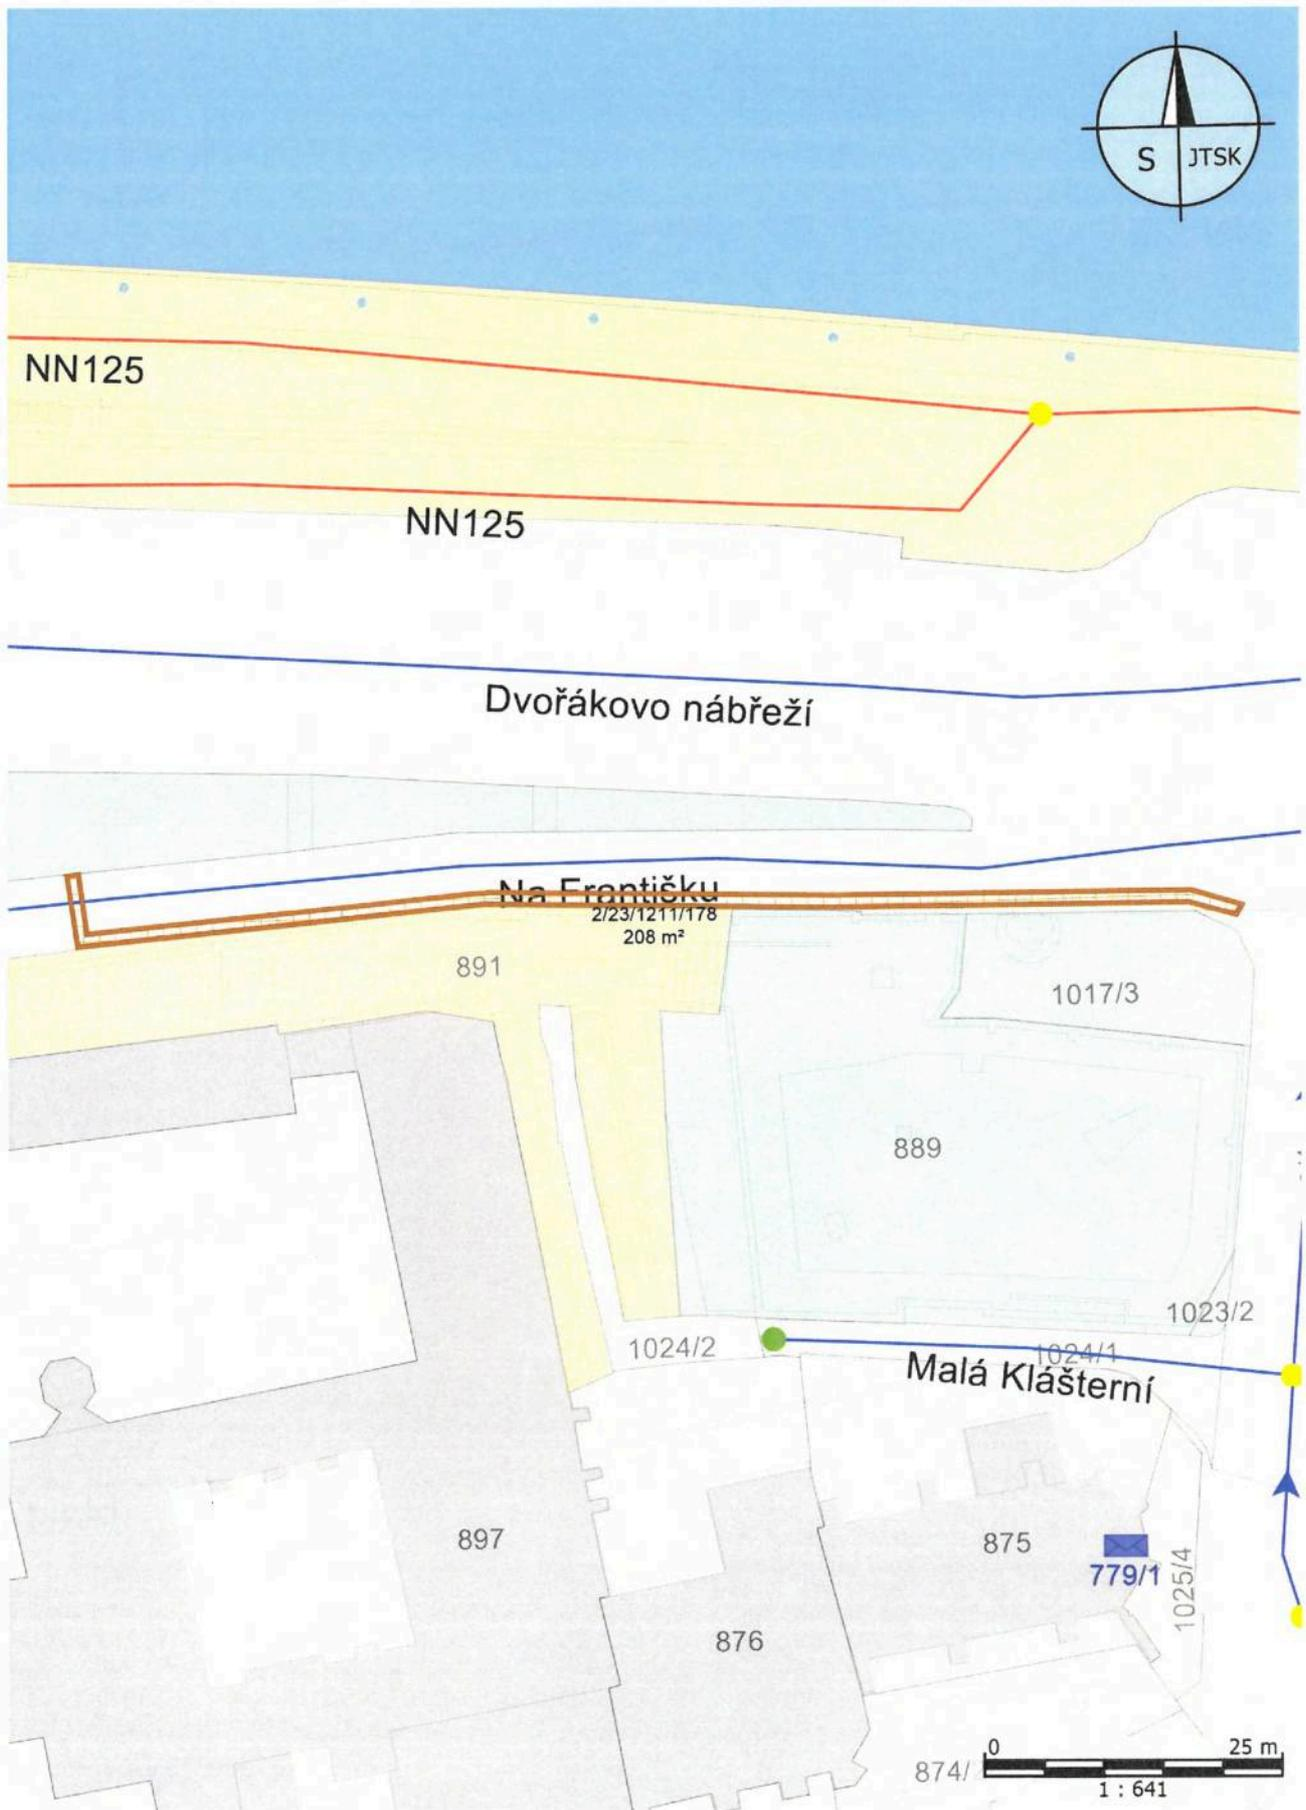 S JTSK
NN125
NN125
Dvořákovo nábřeží
Na Františku
2/23/1211/178
208 m²
891
1017/3
889
1023/2
1024/2
1024/1
Malá Klášterní
897
875
779/1
1025/4
876
874/
0 25 m
1 : 641